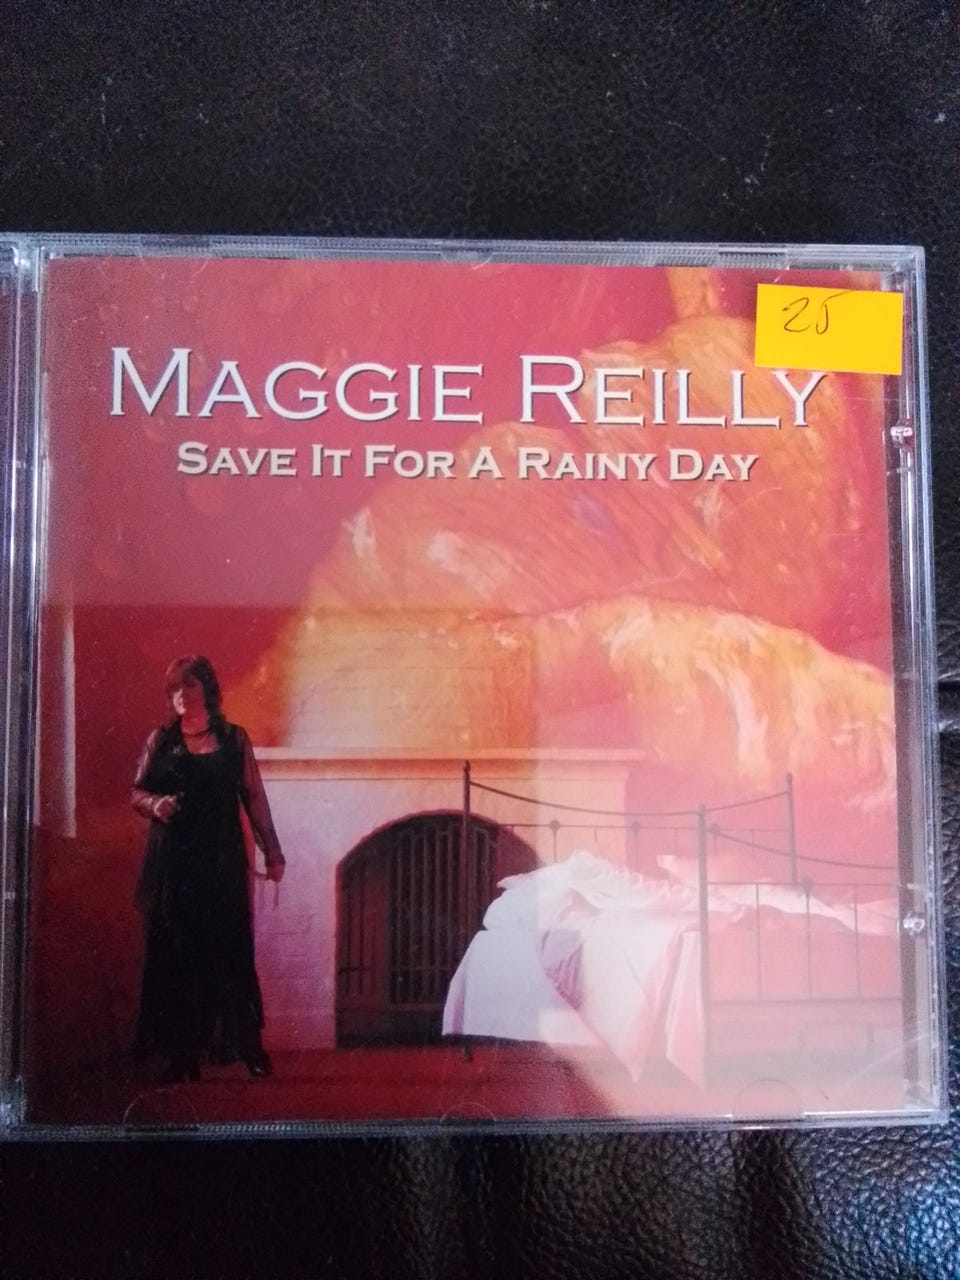 25
MAGGIE REILLY
SAVE IT FOR A RAINY DAY